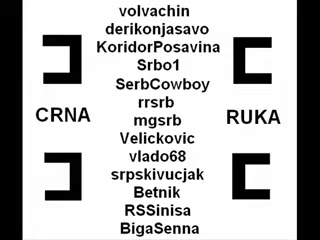 volvachin
derikonjasavo
KoridorPosavina
Srbo1
SerbCowboy
rrsrb
CRNA
mgsrb
RUKA
Velickovic
vlado68
srpskivucjak
Betnik
RSSinisa
BigaSenna